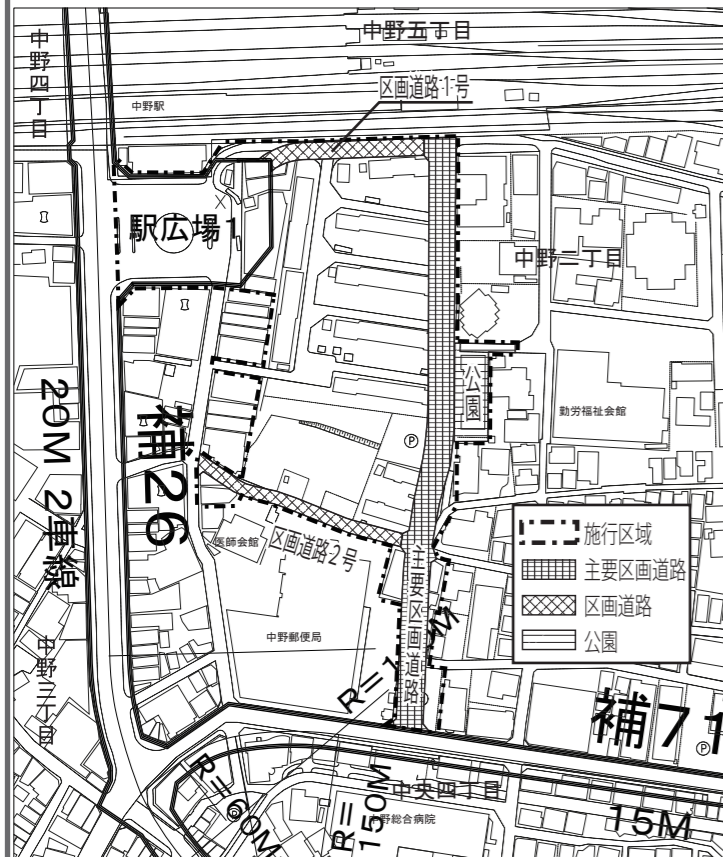 中野五丁目
中野四丁目
区画道路1号
中野駅
駅広場1
中野二丁目
公園
20M 2車線
補26
勤労福祉会館
医師会館
区画道路2号
施行区域
主要区画道路
区画道路
公園
主要区画道路
中野郵便局
中野三丁目
補71
R=60M
R=150M
中央四丁目
中野総合病院
15M
P
P